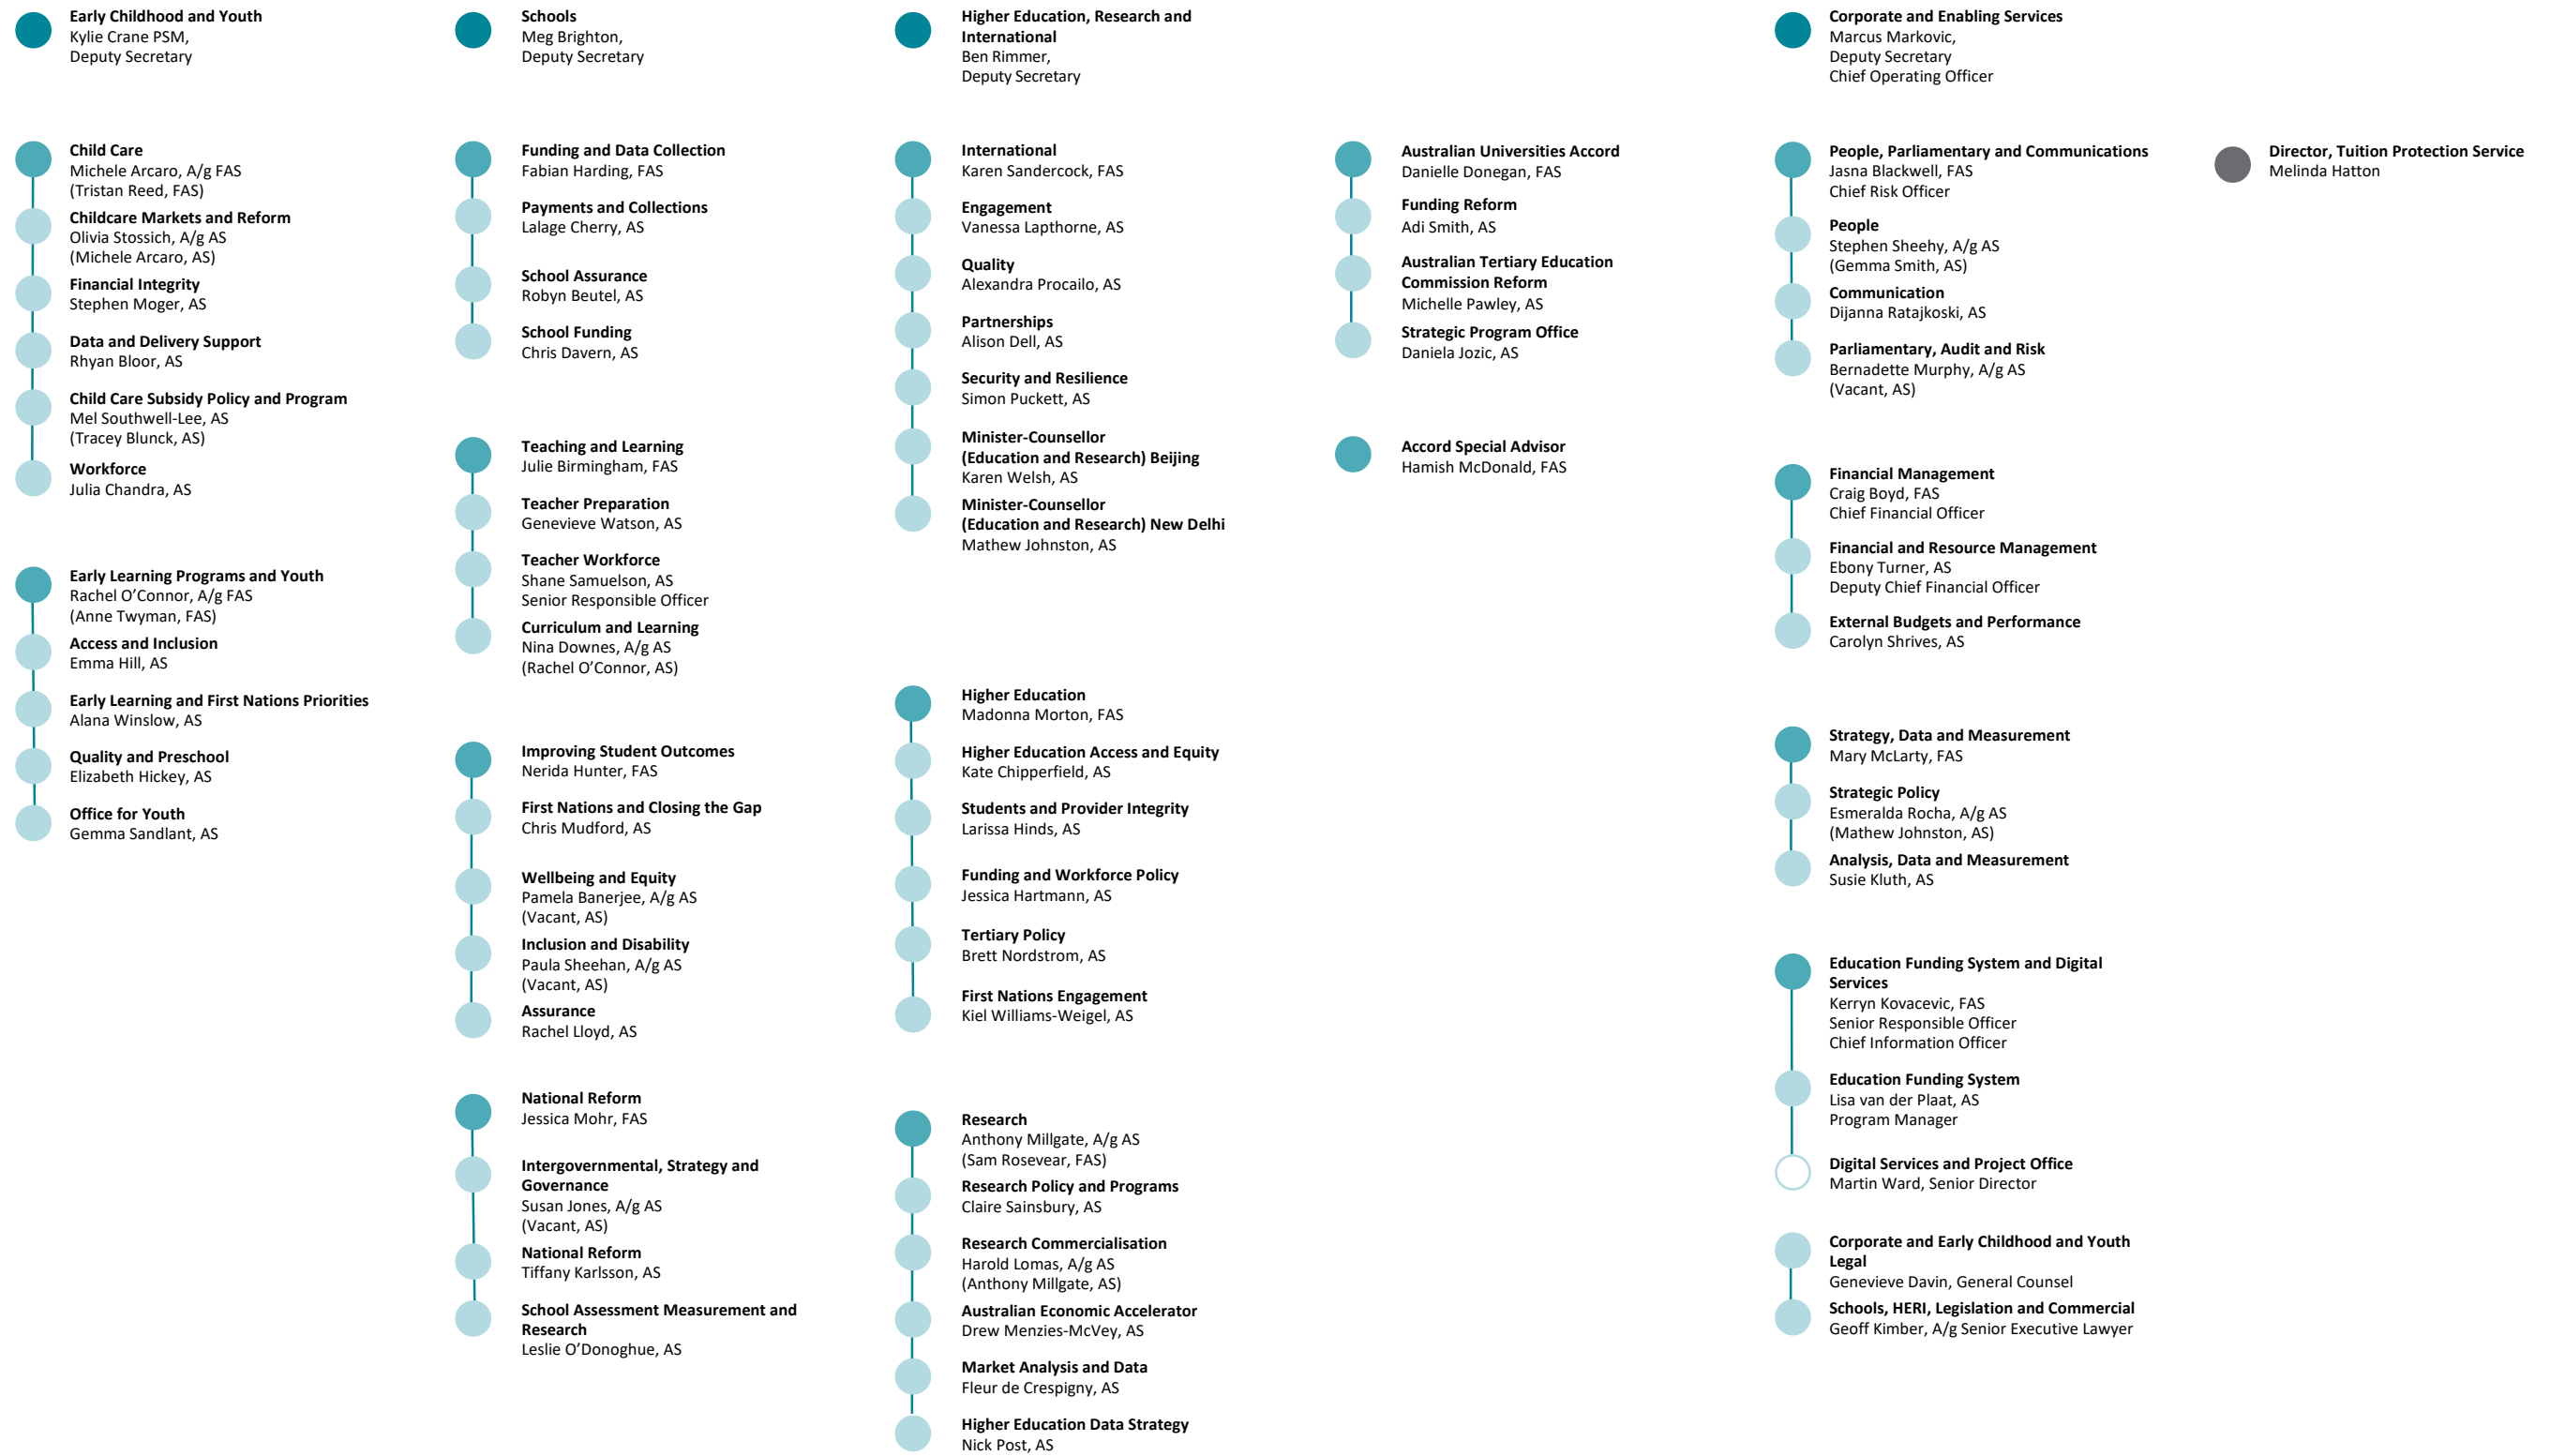 Early Childhood and Youth
Kylie Crane PSM,
Deputy Secretary
Child Care
Michele Arcaro, A/g FAS
(Tristan Reed, FAS)
Childcare Markets and Reform
Olivia Stossich, A/g AS
(Michele Arcaro, AS)
Financial Integrity
Stephen Moger, AS
Data and Delivery Support
Rhyan Bloor, AS
Child Care Subsidy Policy and Program
Mel Southwell-Lee, AS
(Tracey Blunck, AS)
Workforce
Julia Chandra, AS
Early Learning Programs and Youth
Rachel O’Connor, A/g FAS
(Anne Twyman, FAS)
Access and Inclusion
Emma Hill, AS
Early Learning and First Nations Priorities
Alana Winslow, AS
Quality and Preschool
Elizabeth Hickey, AS
Office for Youth
Gemma Sandlant, AS
Schools
Meg Brighton,
Deputy Secretary
Funding and Data Collection
Fabian Harding, FAS
Payments and Collections
Lalage Cherry, AS
School Assurance
Robyn Beutel, AS
School Funding
Chris Davern, AS
Teaching and Learning
Julie Birmingham, FAS
Teacher Preparation
Genevieve Watson, AS
Teacher Workforce
Shane Samuelson, AS
Senior Responsible Officer
Curriculum and Learning
Nina Downes, A/g AS
(Rachel O’Connor, AS)
Improving Student Outcomes
Nerida Hunter, FAS
First Nations and Closing the Gap
Chris Mudford, AS
Wellbeing and Equity
Pamela Banerjee, A/g AS
(Vacant, AS)
Inclusion and Disability
Paula Sheehan, A/g AS
(Vacant, AS)
Assurance
Rachel Lloyd, AS
National Reform
Jessica Mohr, FAS
Intergovernmental, Strategy and
Governance
Susan Jones, A/g AS
(Vacant, AS)
National Reform
Tiffany Karlsson, AS
School Assessment Measurement and
Research
Leslie O’Donoghue, AS
Higher Education, Research and
International
Ben Rimmer,
Deputy Secretary
International
Karen Sandercock, FAS
Engagement
Vanessa Lapthorne, AS
Quality
Alexandra Procailo, AS
Partnerships
Alison Dell, AS
Security and Resilience
Simon Puckett, AS
Minister-Counsellor
(Education and Research) Beijing
Karen Welsh, AS
Minister-Counsellor
(Education and Research) New Delhi
Mathew Johnston, AS
Higher Education
Madonna Morton, FAS
Higher Education Access and Equity
Kate Chipperfield, AS
Students and Provider Integrity
Larissa Hinds, AS
Funding and Workforce Policy
Jessica Hartmann, AS
Tertiary Policy
Brett Nordstrom, AS
First Nations Engagement
Kiel Williams-Weigel, AS
Research
Anthony Millgate, A/g AS
(Sam Rosevear, FAS)
Research Policy and Programs
Claire Sainsbury, AS
Research Commercialisation
Harold Lomas, A/g AS
(Anthony Millgate, AS)
Australian Economic Accelerator
Drew Menzies-McVey, AS
Market Analysis and Data
Fleur de Crespigny, AS
Higher Education Data Strategy
Nick Post, AS
Australian Universities Accord
Danielle Donegan, FAS
Funding Reform
Adi Smith, AS
Australian Tertiary Education
Commission Reform
Michelle Pawley, AS
Strategic Program Office
Daniela Jozic, AS
Accord Special Advisor
Hamish McDonald, FAS
Corporate and Enabling Services
Marcus Markovic,
Deputy Secretary
Chief Operating Officer
People, Parliamentary and Communications
Jasna Blackwell, FAS
Chief Risk Officer
People
Stephen Sheehy, A/g AS
(Gemma Smith, AS)
Communication
Dijanna Ratajkoski, AS
Parliamentary, Audit and Risk
Bernadette Murphy, A/g AS
(Vacant, AS)
Financial Management
Craig Boyd, FAS
Chief Financial Officer
Financial and Resource Management
Ebony Turner, AS
Deputy Chief Financial Officer
External Budgets and Performance
Carolyn Shrives, AS
Strategy, Data and Measurement
Mary McLarty, FAS
Strategic Policy
Esmeralda Rocha, A/g AS
(Mathew Johnston, AS)
Analysis, Data and Measurement
Susie Kluth, AS
Education Funding System and Digital
Services
Kerryn Kovacevic, FAS
Senior Responsible Officer
Chief Information Officer
Education Funding System
Lisa van der Plaat, AS
Program Manager
Digital Services and Project Office
Martin Ward, Senior Director
Corporate and Early Childhood and Youth
Legal
Genevieve Davin, General Counsel
Schools, HERI, Legislation and Commercial
Geoff Kimber, A/g Senior Executive Lawyer
Director, Tuition Protection Service
Melinda Hatton